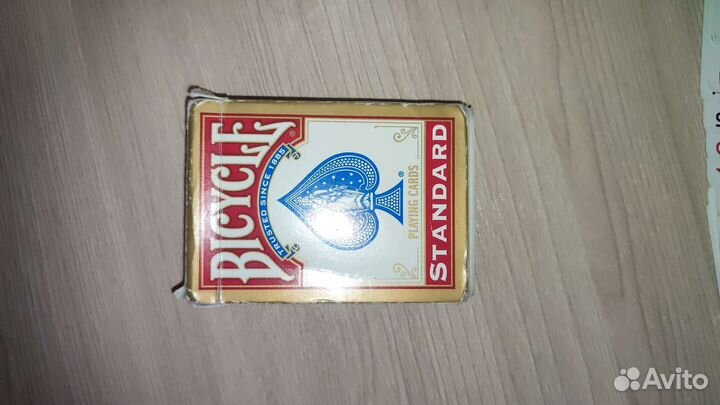 BICYCLE®
TRUSTED SINCE 1885
®
PLAYING CARDS
STANDARD
Avito